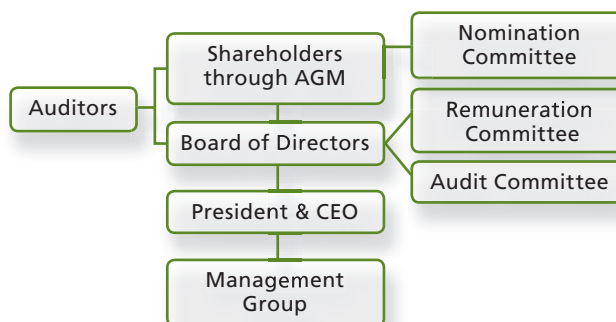 Shareholders
through AGM
Nomination
Committee
Auditors
Board of Directors
Remuneration
Committee
Audit Committee
President & CEO
Management
Group